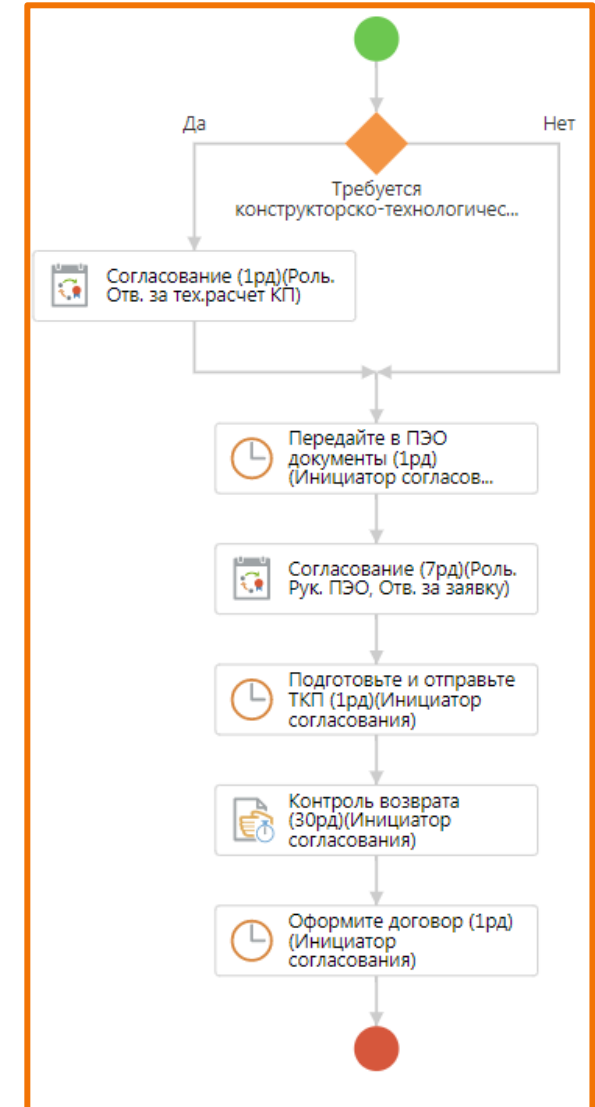 Да
Нет
Требуется
конструкторско-технологичес...
Согласование (1рд)(Роль.
Отв. за тех.расчет КП)
Передайте в ПЭО
документы (1рд)
(Инициатор согласов...
Согласование (7рд)(Роль.
Рук. ПЭО, Отв. за заявку)
Подготовьте и отправьте
ТКП (1рд)(Инициатор
согласования)
Контроль возврата
(30рд)(Инициатор
согласования)
Оформите договор (1рд)
(Инициатор
согласования)